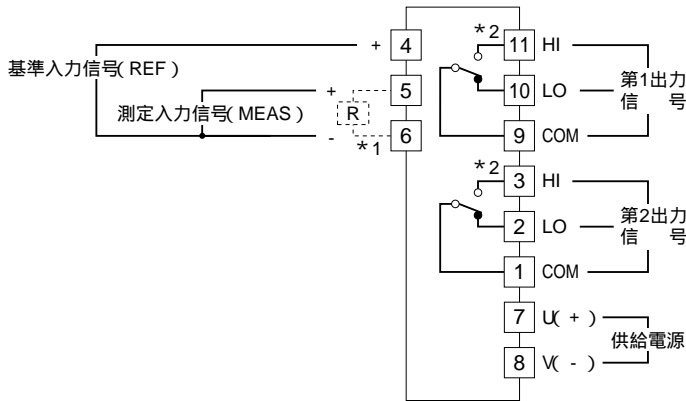 基準入力信号( REF )
測定入力信号( MEAS )
+ 4
+ 5
R
- 6
*1
*2
11 HI
10 LO
9 COM
第1出力
信 号
*2
3 HI
2 LO
1 COM
第2出力
信 号
7 U( + )
8 V( - )
供給電源